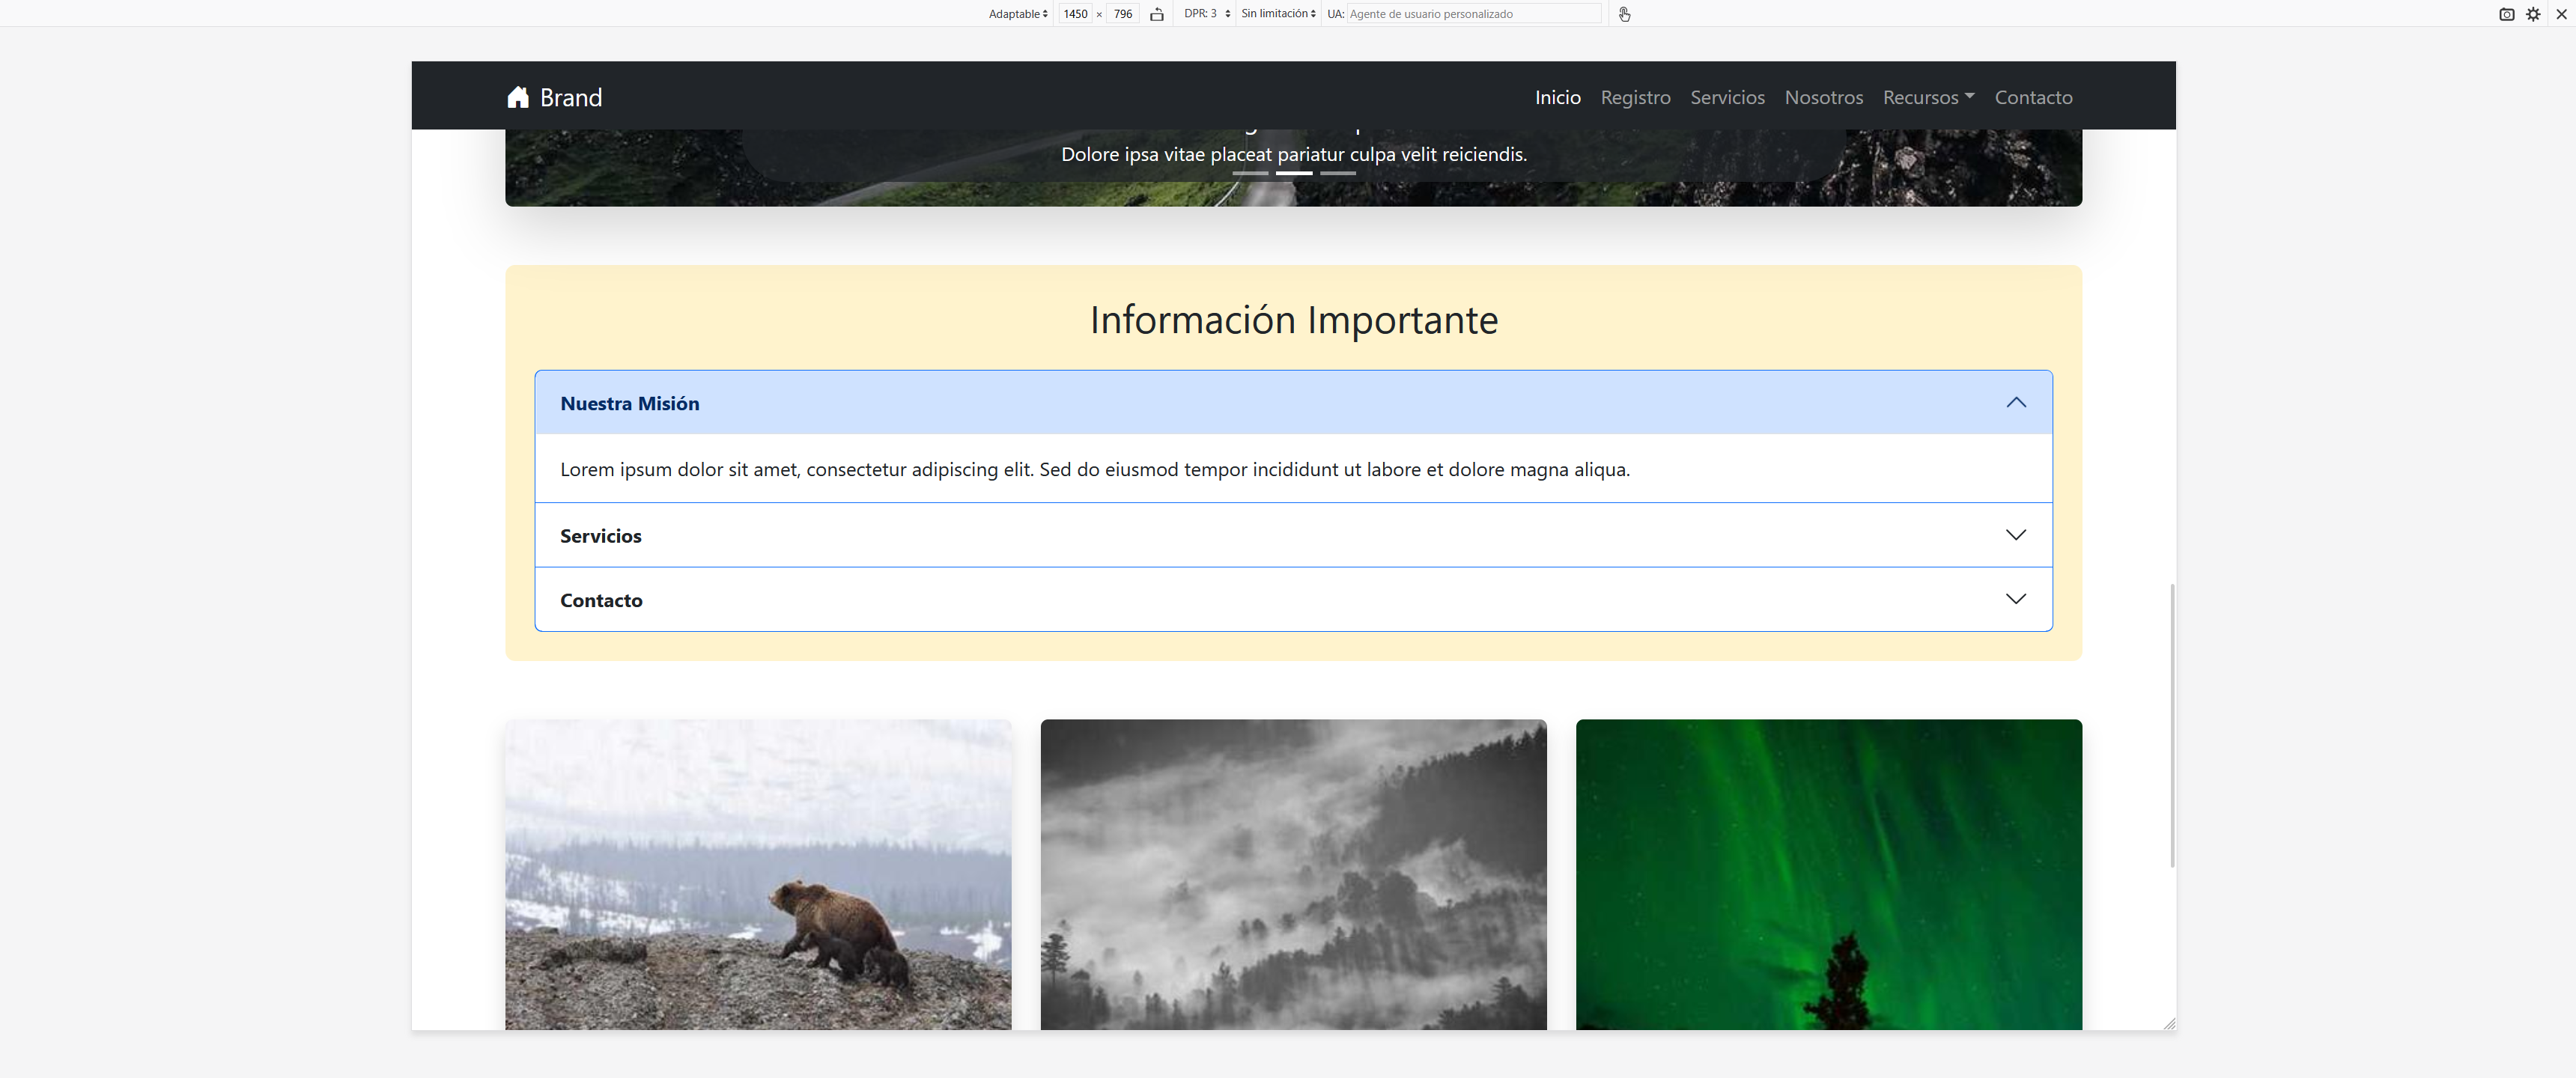 Adaptable 1450 × 796 DPR: 3 Sin limitación UA: Agente de usuario personalizado
Brand Inicio Registro Servicios Nosotros Recursos Contacto
Dolore ipsa vitae placeat pariatur culpa velit reiciendis.
Información Importante
Nuestra Misión
Lorem ipsum dolor sit amet, consectetur adipiscing elit. Sed do eiusmod tempor incididunt ut labore et dolore magna aliqua.
Servicios
Contacto